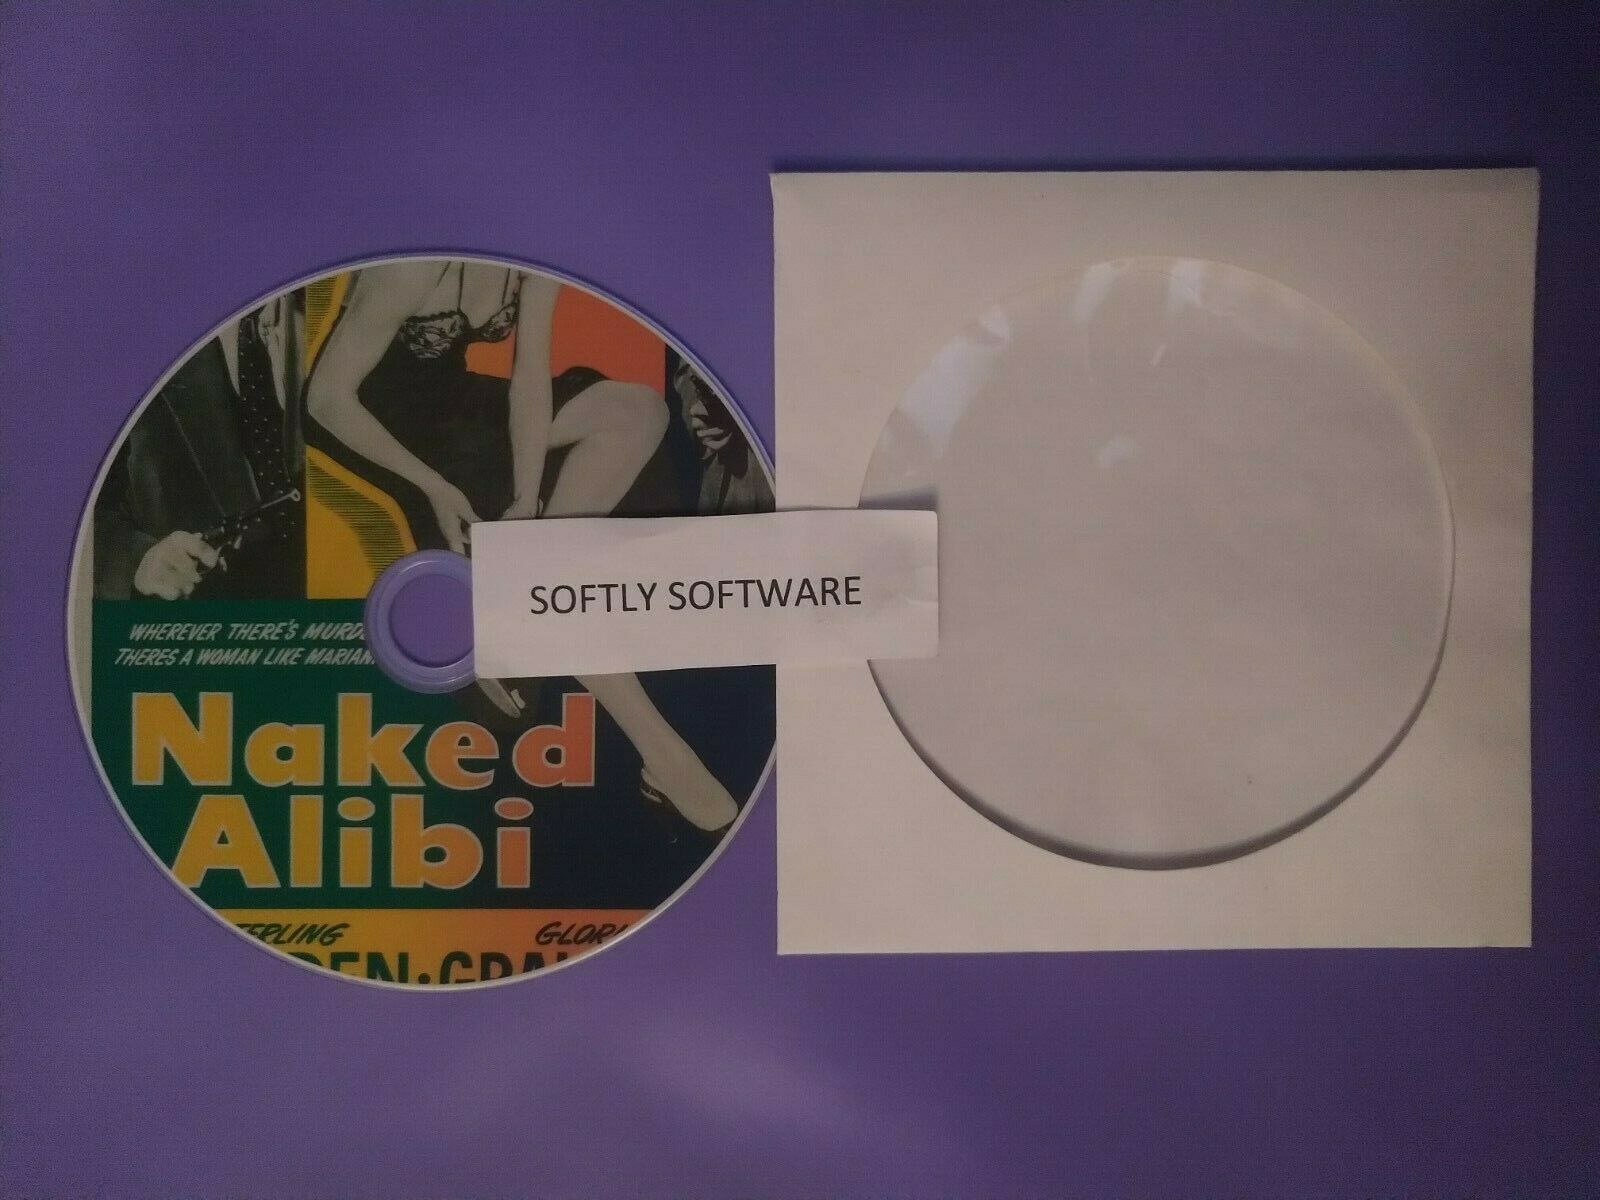 SOFTLY SOFTWARE
WHEREVER THERE'S
THERES A WOMAN LIKE
Naked
Alibi